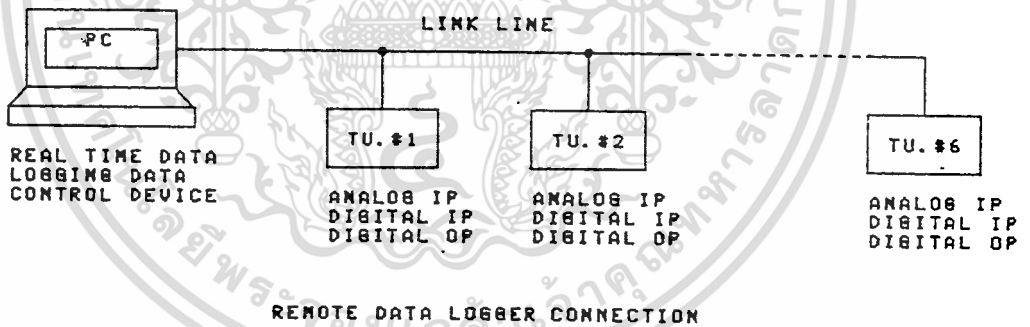 LINK LINE
PC
TU.#1
TU.#2
TU.#6
REAL TIME DATA
LOGGING DATA
CONTROL DEVICE
ANALOG IP
DIGITAL IP
DIGITAL OP
ANALOG IP
DIGITAL IP
DIGITAL OP
ANALOG IP
DIGITAL IP
DIGITAL OP
REMOTE DATA LOGGER CONNECTION